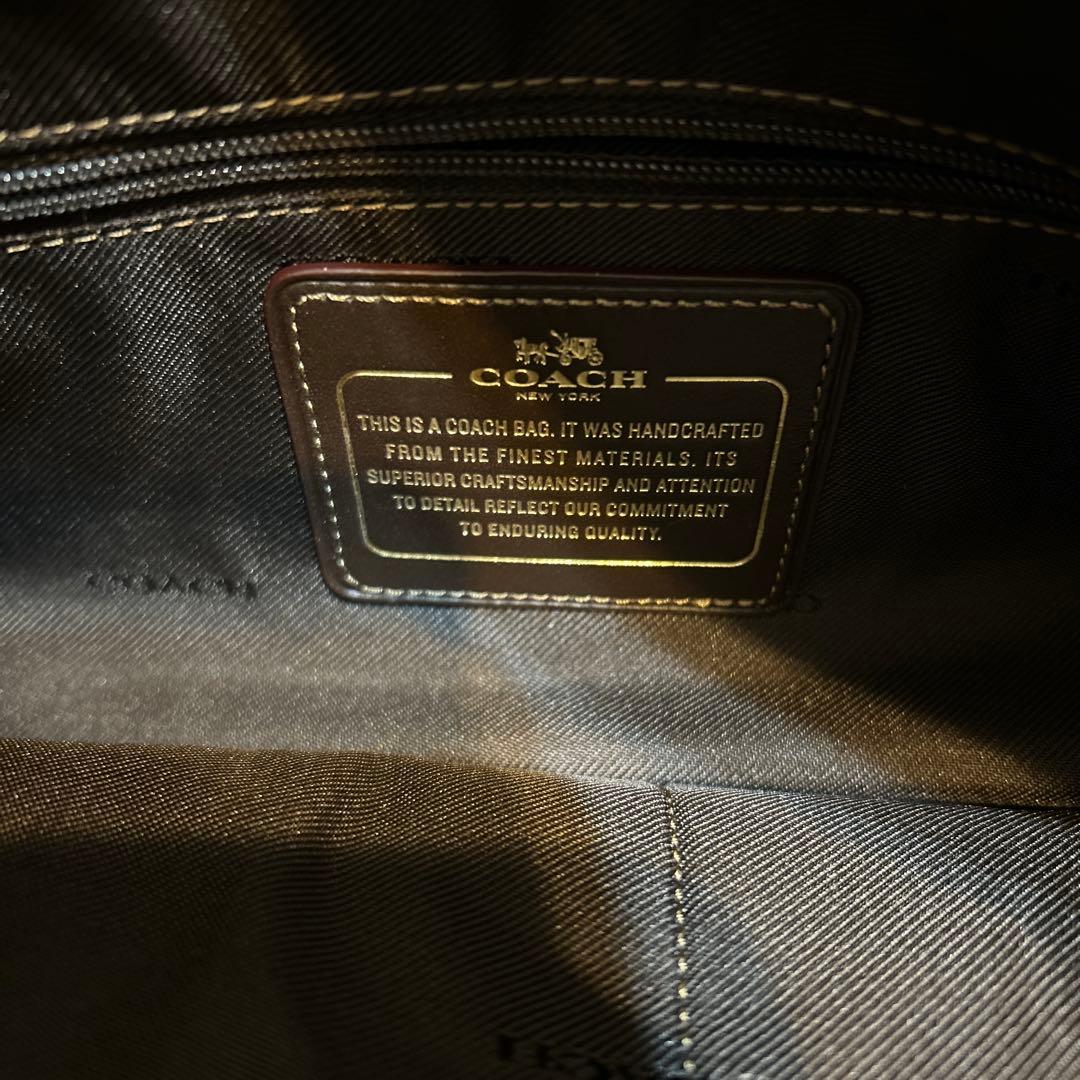 COACH
NEW YORK
THIS IS A COACH BAG. IT WAS HANDCRAFTED
FROM THE FINEST MATERIALS. ITS
SUPERIOR CRAFTSMANSHIP AND ATTENTION
TO DETAIL REFLECT OUR COMMITMENT
TO ENDURING QUALITY.
COACH